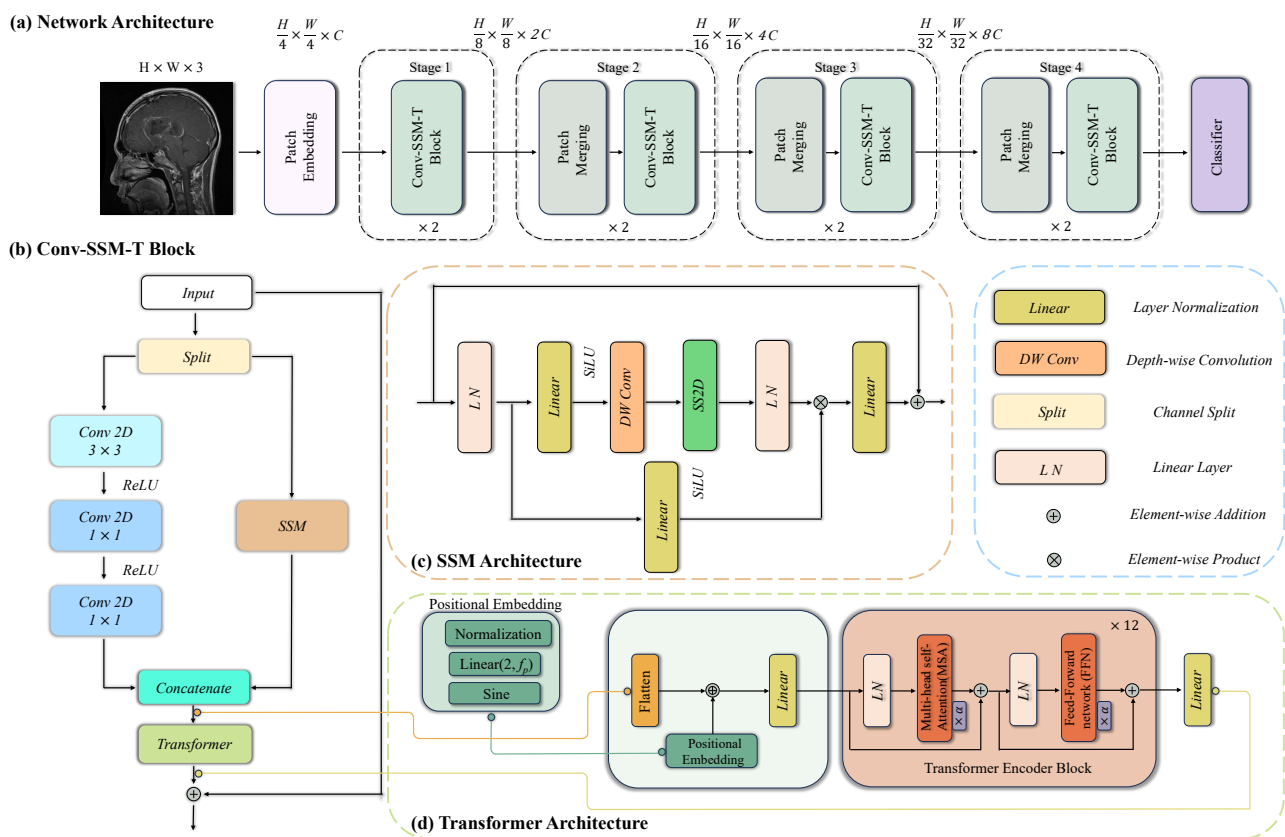 (a) Network Architecture
H/4 × W/4 × C
H/8 × W/8 × 2C
H/16 × W/16 × 4C
H/32 × W/32 × 8C
H × W × 3
Patch
Embedding
Stage 1
Conv-SSM-T
Block
× 2
Stage 2
Patch
Merging
Conv-SSM-T
Block
× 2
Stage 3
Patch
Merging
Conv-SSM-T
Block
× 2
Stage 4
Patch
Merging
Conv-SSM-T
Block
× 2
Classifier
(b) Conv-SSM-T Block
Input
Split
Conv 2D
3 × 3
ReLU
Conv 2D
1 × 1
ReLU
Conv 2D
1 × 1
SSM
Concatenate
Transformer
L N
Linear
SiLU
DW Conv
SS2D
L N
Linear
Linear
SiLU
(c) SSM Architecture
Linear
Layer Normalization
DW Conv
Depth-wise Convolution
Split
Channel Split
L N
Linear Layer
Element-wise Addition
Element-wise Product
Positional Embedding
Normalization
Linear(2, fₚ)
Sine
Flatten
Positional
Embedding
Linear
× 12
LN
Multi-head self-
Attention(MSA)
× α
LN
Feed-Forward
network (FFN)
× α
Transformer Encoder Block
Linear
(d) Transformer Architecture